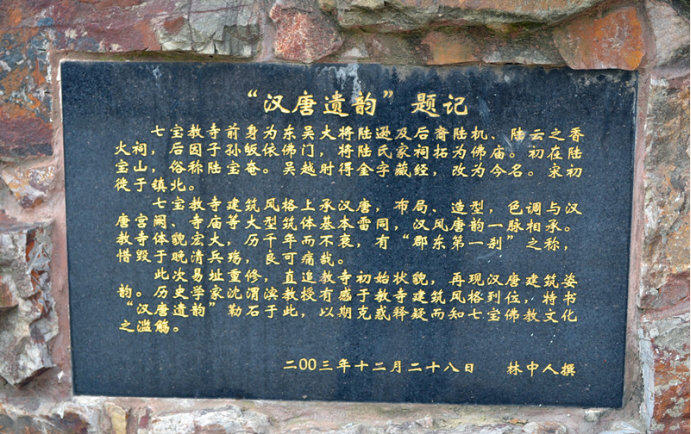 “汉唐遗韵”题记
七宝教寺前身为东吴大将陆逊及后裔陆机、陆云之香
火祠，后因子孙皈依佛门，将陆氏家祠拓为佛庙。初在陆
宝山，俗称陆宝庵。吴越时得金字藏经，改为今名。宋初
徙于镇北。
七宝教寺建筑风格上承汉唐，布局、造型，色调与汉
唐宫阙、寺庙等大型筑体基本雷同，汉风唐韵一脉相承。
教寺体貌宏大，历千年而不衰，有“郡东第一刹”之称，
惜毁于晚清兵殇，良可痛哉。
此次易址重修，直追教寺初始状貌，再现汉唐建筑姿
韵。历史学家沈渭滨教授有感于教寺建筑风格到位，特书
“汉唐遗韵”勒石于此，以期克惑释疑而知七宝佛教文化
之滥觞。
二00三年十二月二十八日 林中人撰